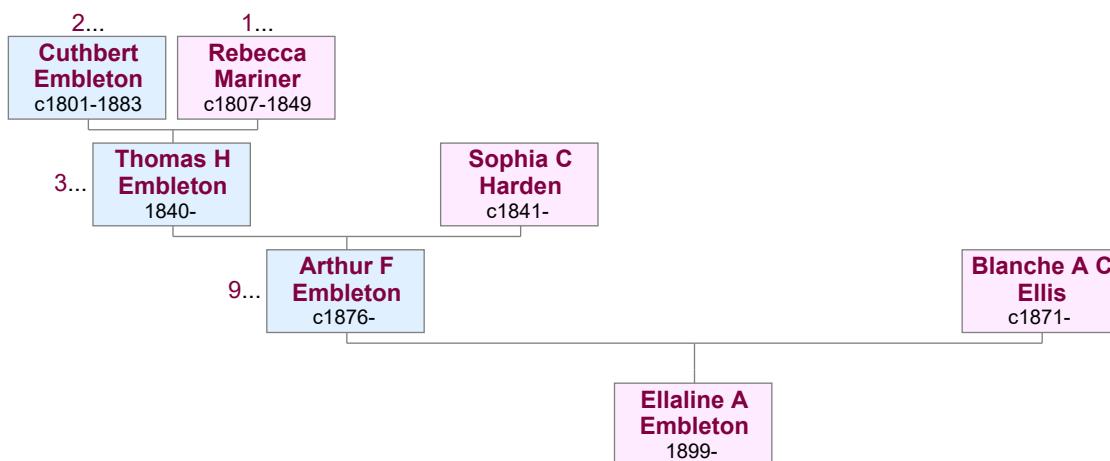 2... 1...
Cuthbert
Embleton
c1801-1883
Rebecca
Mariner
c1807-1849
3...
Thomas H
Embleton
1840-
Sophia C
Harden
c1841-
9...
Arthur F
Embleton
c1876-
Blanche A C
Ellis
c1871-
Ellaline A
Embleton
1899-